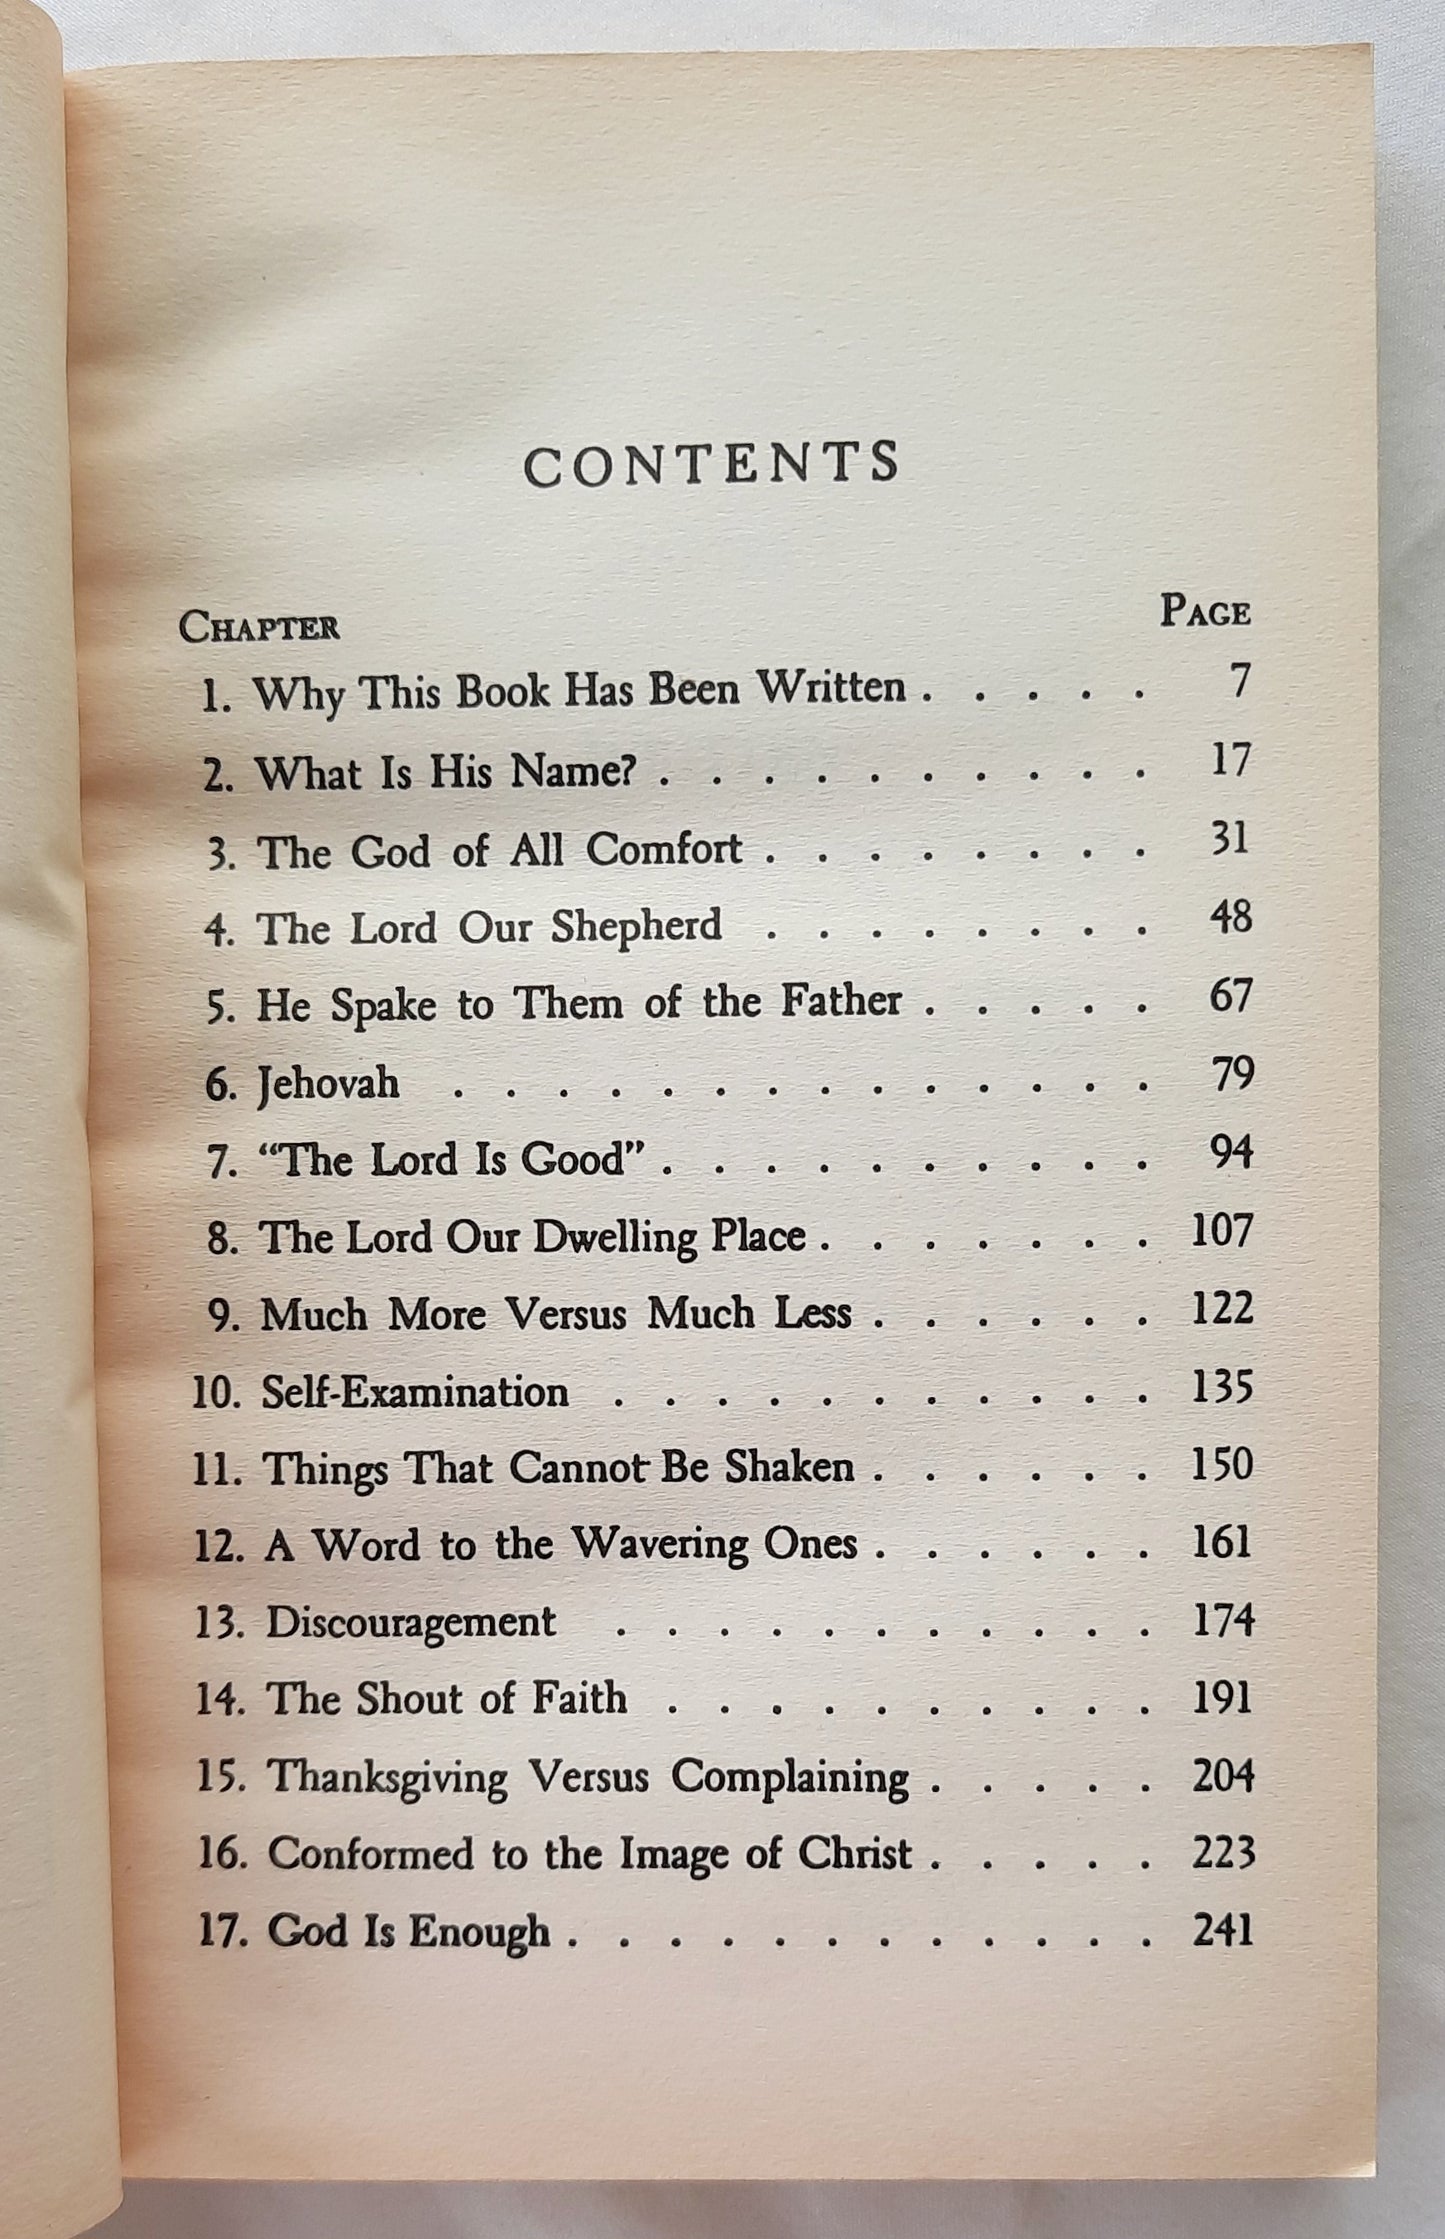 CONTENTS
CHAPTER PAGE
1. Why This Book Has Been Written . . . . . 7
2. What Is His Name? . . . . . . . . . . 17
3. The God of All Comfort . . . . . . . . 31
4. The Lord Our Shepherd . . . . . . . . 48
5. He Spake to Them of the Father . . . . . 67
6. Jehovah . . . . . . . . . . . . . . 79
7. “The Lord Is Good” . . . . . . . . . . 94
8. The Lord Our Dwelling Place . . . . . . . 107
9. Much More Versus Much Less . . . . . . 122
10. Self-Examination . . . . . . . . . . . 135
11. Things That Cannot Be Shaken . . . . . . 150
12. A Word to the Wavering Ones . . . . . . 161
13. Discouragement . . . . . . . . . . . 174
14. The Shout of Faith . . . . . . . . . . 191
15. Thanksgiving Versus Complaining . . . . . 204
16. Conformed to the Image of Christ . . . . . 223
17. God Is Enough . . . . . . . . . . . . 241